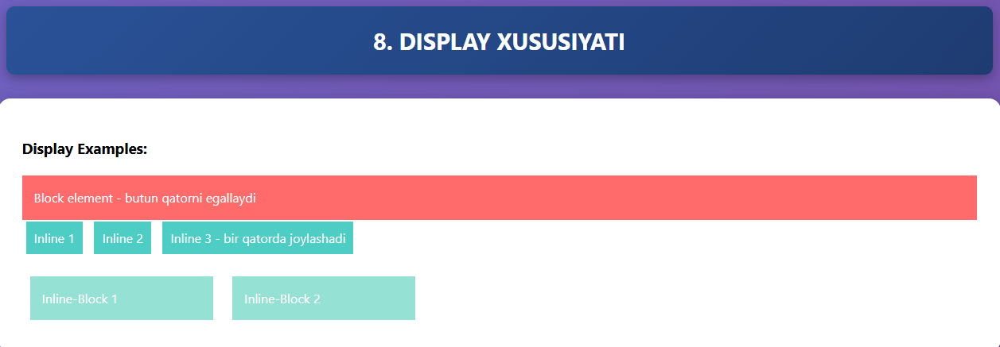 8. DISPLAY XUSUSIYATI
Display Examples:
Block element - butun qatorni egallaydi
Inline 1 Inline 2 Inline 3 - bir qatorda joylashadi
Inline-Block 1 Inline-Block 2